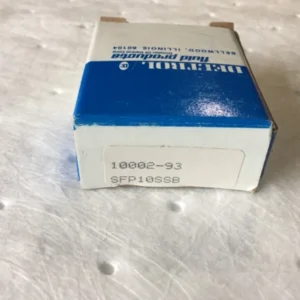 DELTROL®
fluid products
BELLWOOD, ILLINOIS 60104
10002-93
SFP10SSB